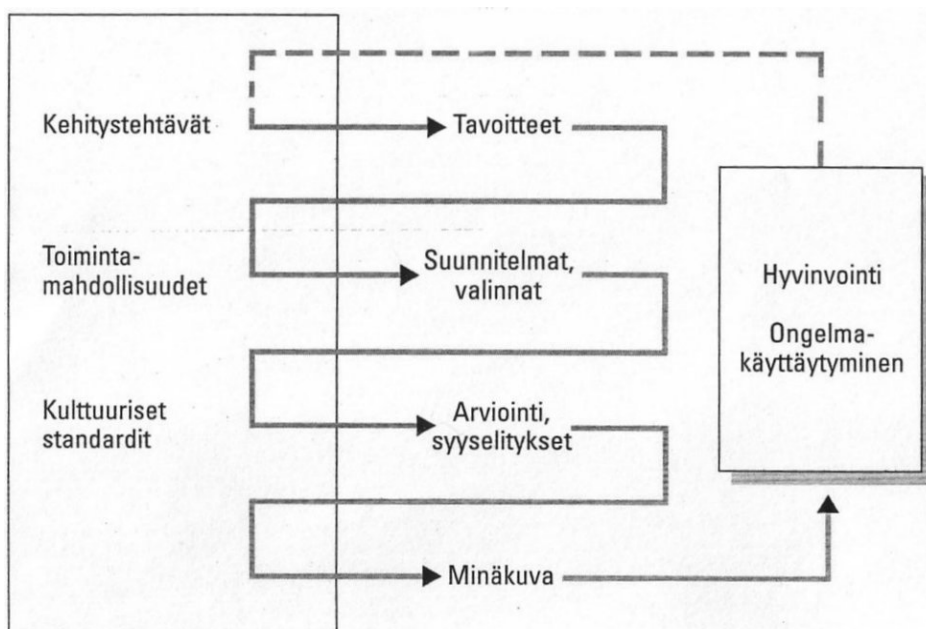 Kehitystehtävät
Tavoitteet
Toiminta-
mahdollisuudet
Suunnitelmat,
valinnat
Kulttuuriset
standardit
Arviointi,
syyselitykset
Minäkuva
Hyvinvointi
Ongelma-
käyttäytyminen